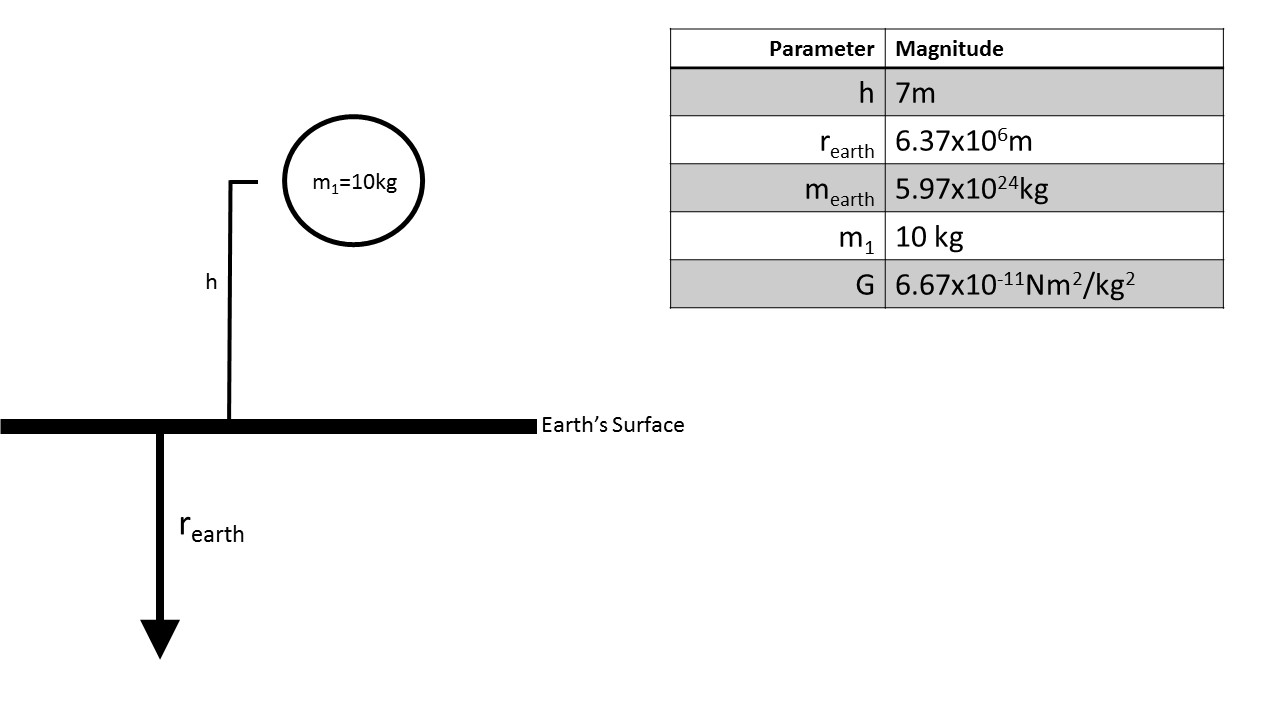 m₁=10kg
h
Earth's Surface
rearth
Parameter Magnitude
h 7m
rearth 6.37x10⁶m
mearth 5.97x10²⁴kg
m₁ 10 kg
G 6.67x10⁻¹¹Nm²/kg²